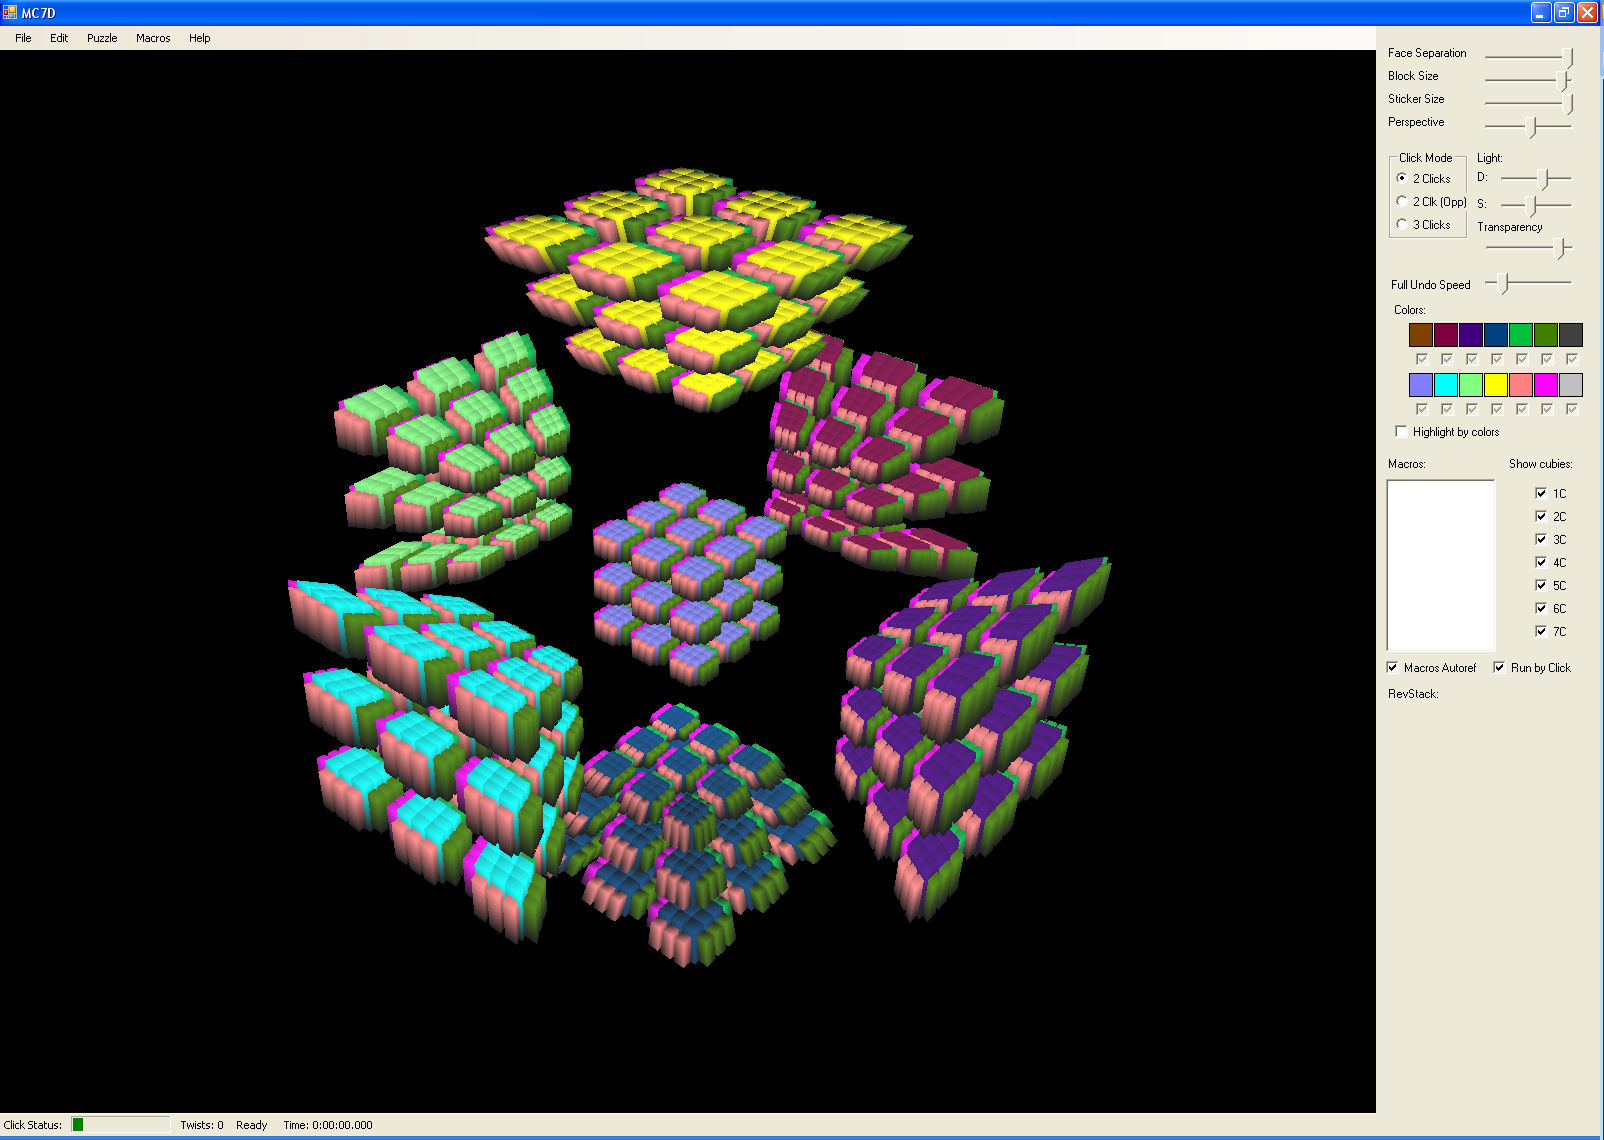 MC7D
File Edit Puzzle Macros Help
Face Separation
Block Size
Sticker Size
Perspective
Click Mode
2 Clicks
2 Clk (Opp)
3 Clicks
Light:
D:
S:
Transparency
Full Undo Speed
Colors:
Highlight by colors
Macros:
Show cubies:
1C
2C
3C
4C
5C
6C
7C
Macros Autoref
Run by Click
RevStack:
Click Status: Twists: 0 Ready Time: 0:00:00.000